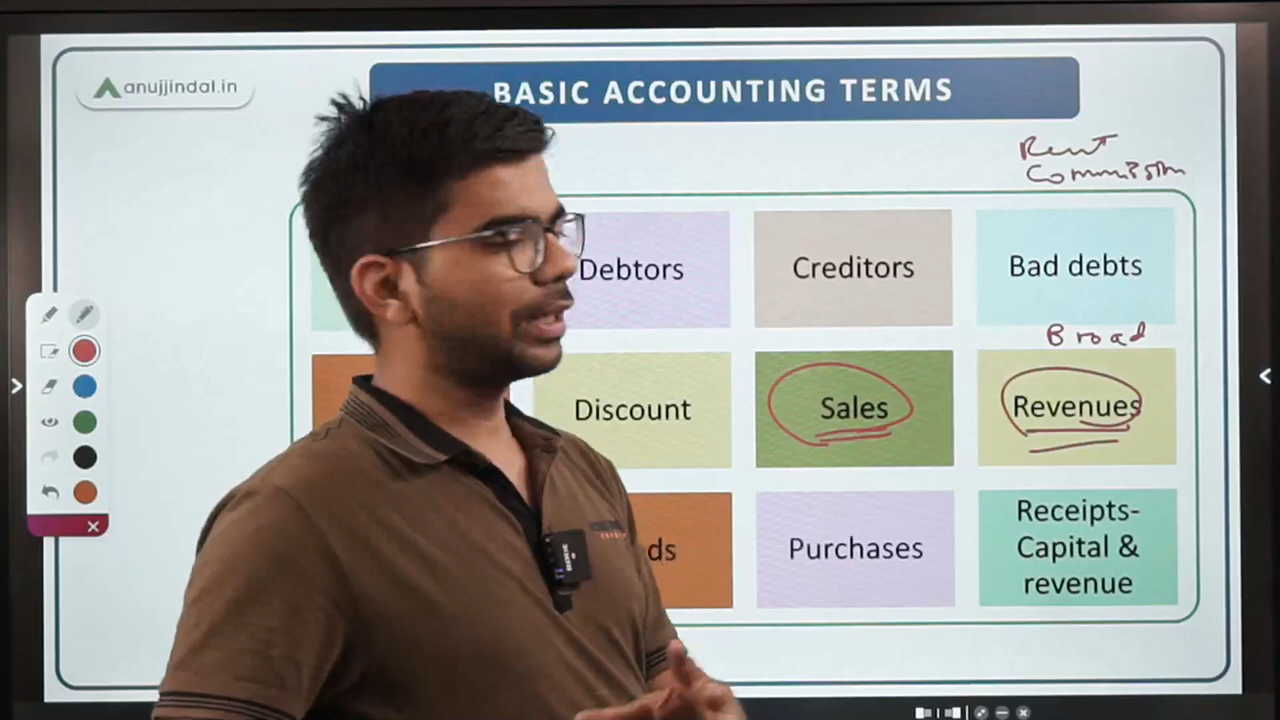 anujjindal.in
BASIC ACCOUNTING TERMS
Rent
Commission
Debtors
Creditors
Bad debts
Broad
Discount
Sales
Revenues
ds
Purchases
Receipts-
Capital &
revenue